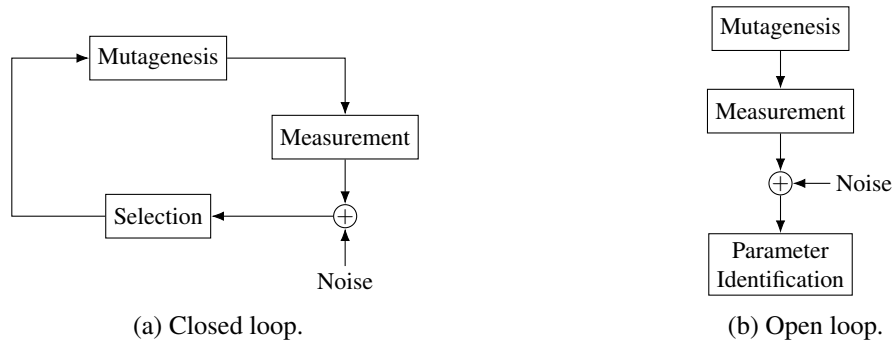 Mutagenesis
Measurement
+
Selection
Noise
(a) Closed loop.
Mutagenesis
Measurement
+
Noise
Parameter
Identification
(b) Open loop.